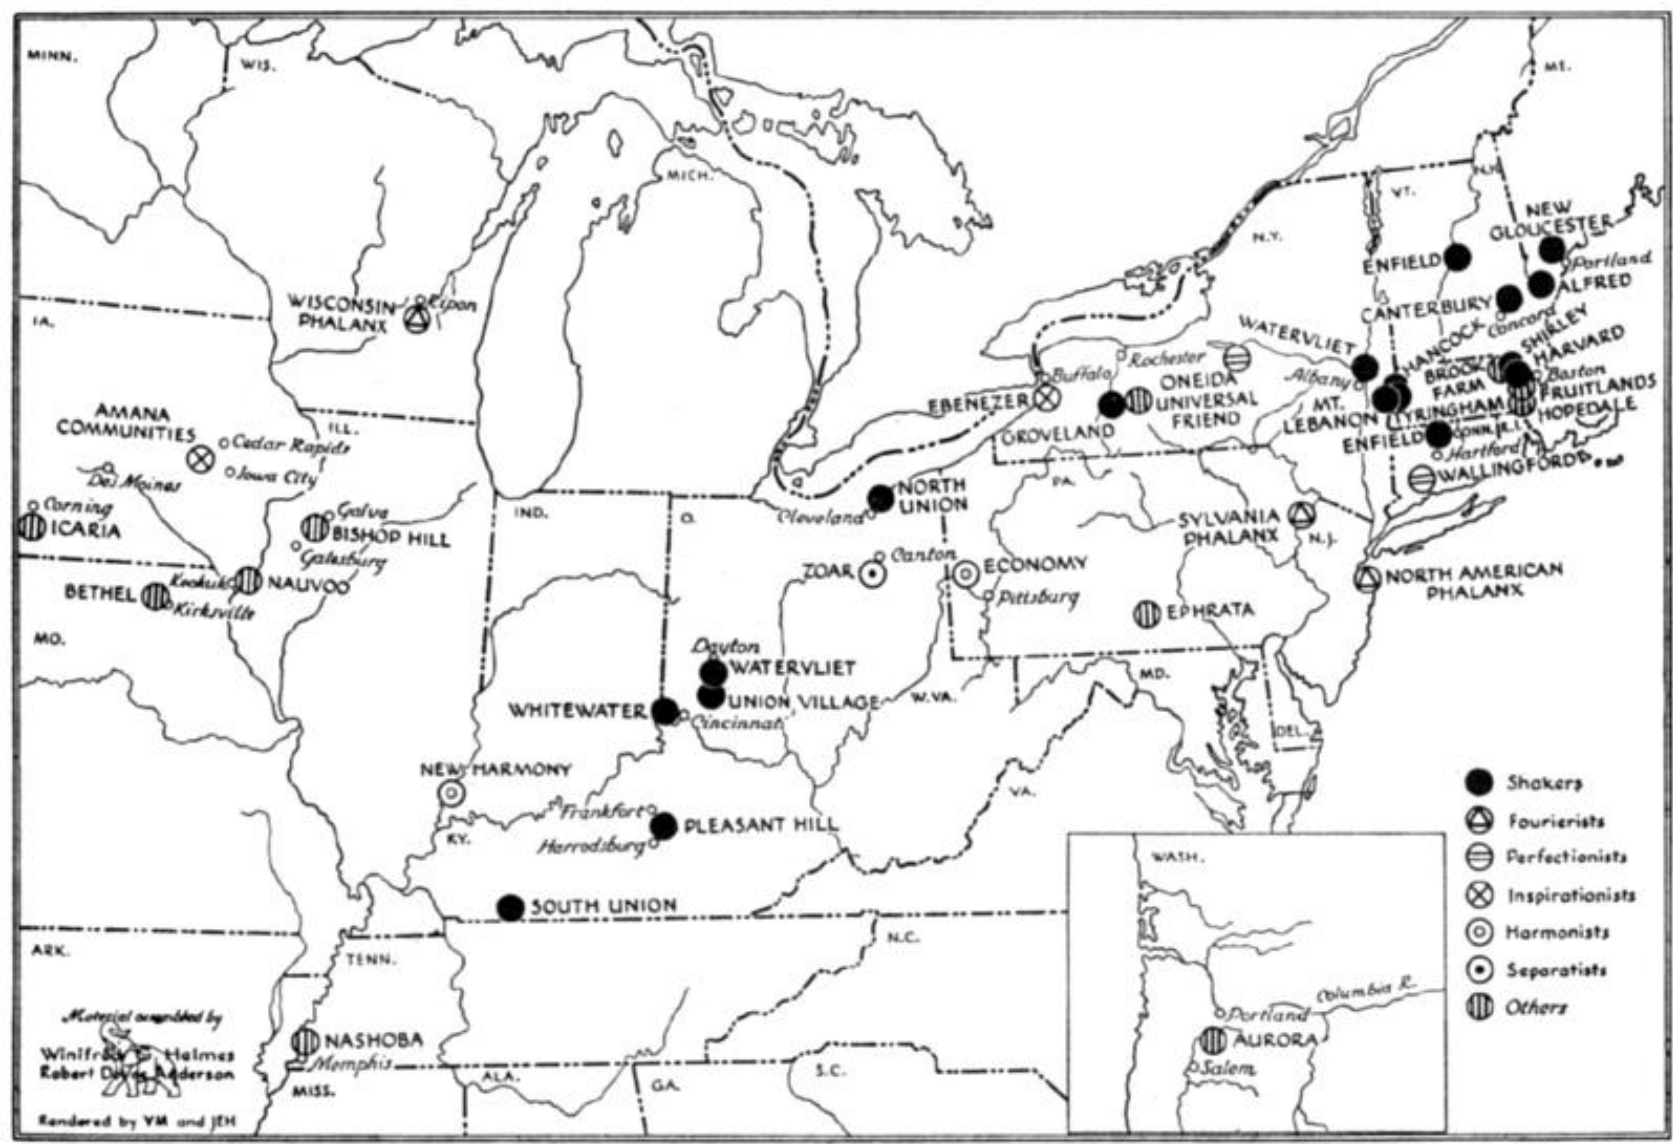 MINN.
WIS.
ME.
MICH.
N.H.
VT.
N.Y.
NEW
GLOUCESTER
Portland
ENFIELD
ALFRED
CANTERBURY
Concord
WISCONSIN
PHALANX
Ripon
IA.
WATERVLIET
HANCOCK
SHIRLEY
HARVARD
BROOK
FARM
Boston
FRUITLANDS
Albany
MT.
LEBANON
TYRINGHAM
HOPEDALE
ENFIELD
CONN.
R.I.
Hartford
WALLINGFORD
Rochester
Buffalo
ONEIDA
EBENEZER
UNIVERSAL
FRIEND
GROVELAND
AMANA
COMMUNITIES
ILL.
Cedar Rapids
Iowa City
Des Moines
Corning
ICARIA
Galva
BISHOP HILL
Galesburg
IND.
O.
NORTH
UNION
Cleveland
PA.
SYLVANIA
PHALANX
N.J.
Canton
ZOAR
ECONOMY
Pittsburg
NORTH AMERICAN
PHALANX
BETHEL
Keokuk
NAUVOO
Kirksville
EPHRATA
MO.
Dayton
WATERVLIET
UNION VILLAGE
WHITEWATER
Cincinnati
W.VA.
MD.
DEL.
NEW HARMONY
Frankfort
PLEASANT HILL
Harrodsburg
KY.
VA.
SOUTH UNION
Shakers
Fourierists
Perfectionists
Inspirationists
Harmonists
Separatists
Others
WASH.
Columbia R.
Portland
AURORA
Salem
ARK.
TENN.
N.C.
NASHOBA
Memphis
MISS.
ALA.
GA.
S.C.
Material assembled by
Helmes
Anderson
Rendered by VM and JEH